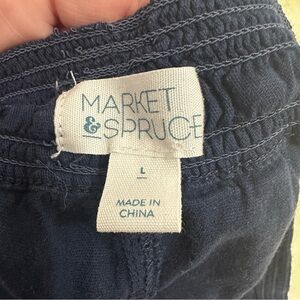 MARKET
& SPRUCE
L
MADE IN
CHINA